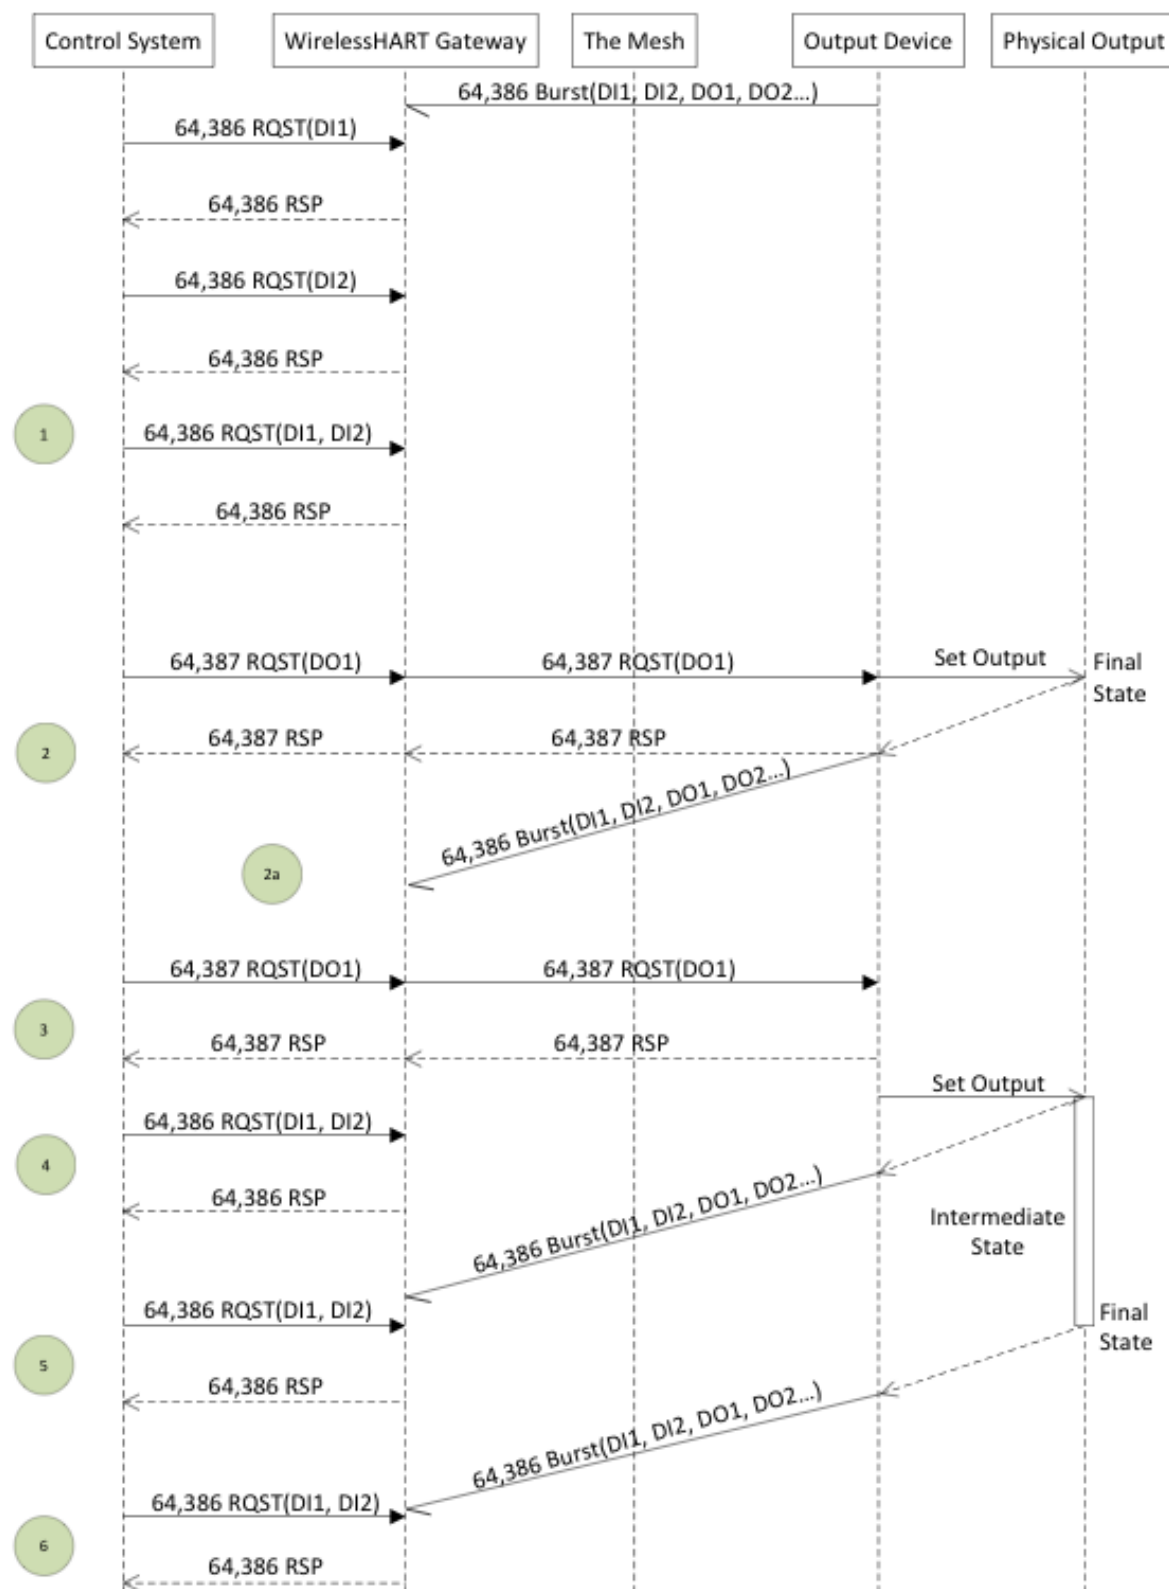 Control System
WirelessHART Gateway
The Mesh
Output Device
Physical Output
64,386 Burst(DI1, DI2, DO1, DO2...)
64,386 RQST(DI1)
64,386 RSP
64,386 RQST(DI2)
64,386 RSP
1
64,386 RQST(DI1, DI2)
64,386 RSP
64,387 RQST(DO1)
64,387 RQST(DO1)
Set Output
Final
State
2
64,387 RSP
64,387 RSP
64,386 Burst(DI1, DI2, DO1, DO2...)
2a
64,387 RQST(DO1)
64,387 RQST(DO1)
3
64,387 RSP
64,387 RSP
Set Output
64,386 RQST(DI1, DI2)
4
64,386 RSP
64,386 Burst(DI1, DI2, DO1, DO2...)
Intermediate
State
64,386 RQST(DI1, DI2)
Final
State
5
64,386 RSP
64,386 Burst(DI1, DI2, DO1, DO2...)
64,386 RQST(DI1, DI2)
6
64,386 RSP